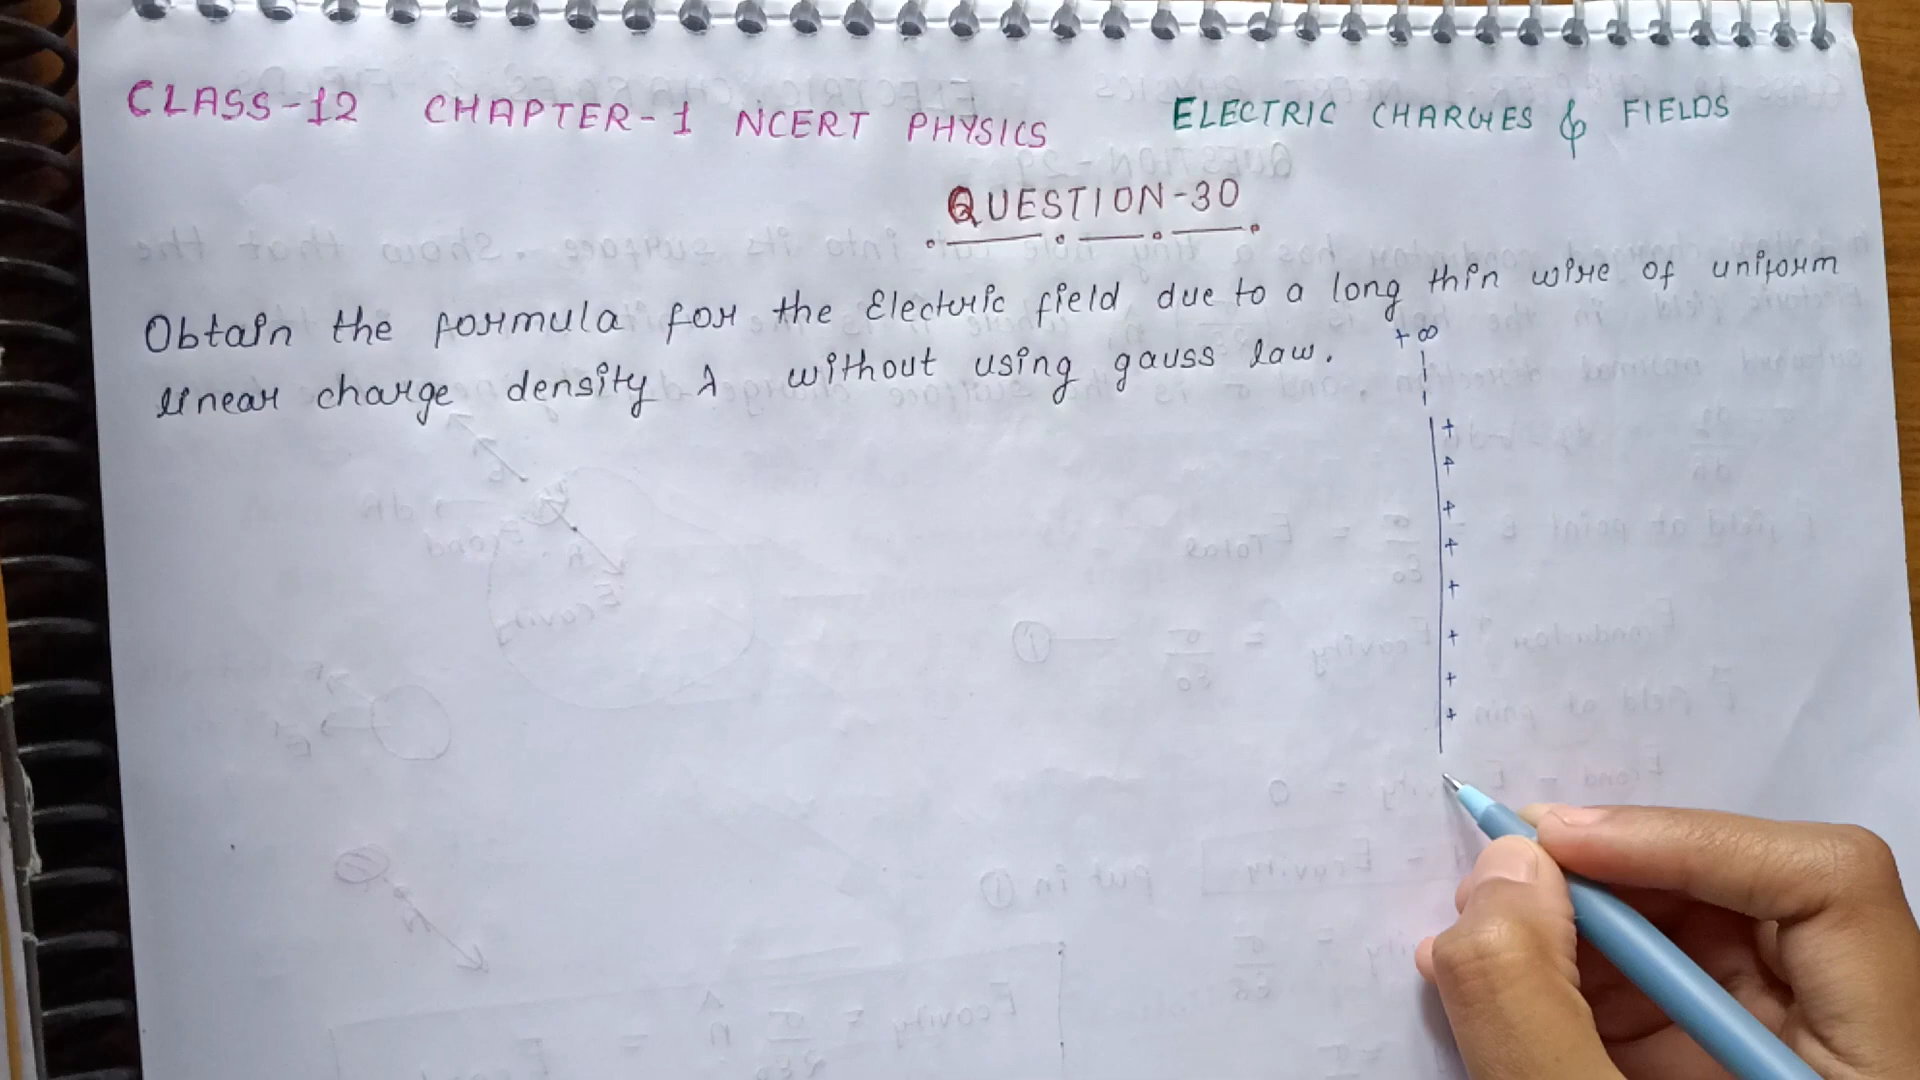 CLASS-12 CHAPTER-1 NCERT PHYSICS ELECTRIC CHARGES & FIELDS
QUESTION-30
Obtain the formula for the Electric field due to a long thin wire of uniform
linear charge density λ without using gauss law.
+∞
+
+
+
+
+
+
+
+